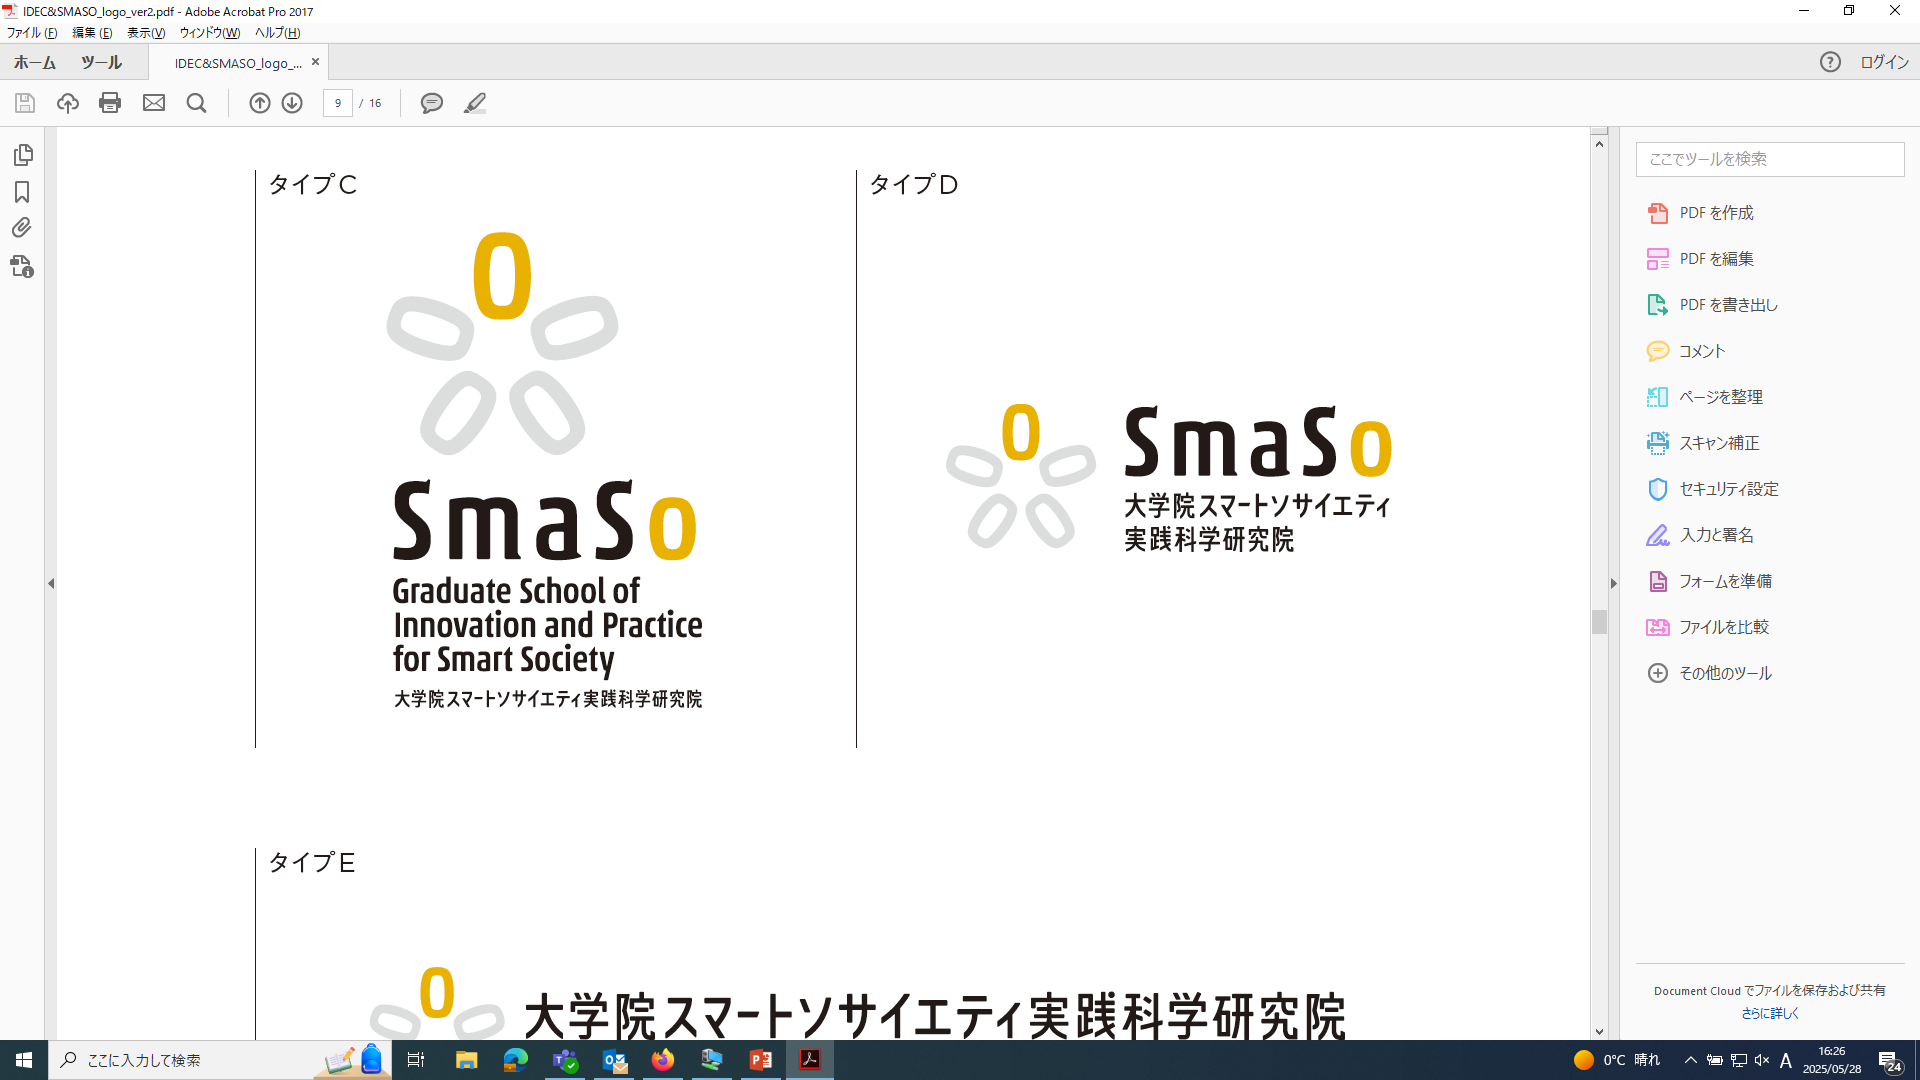 IDEC&SMASO_logo_ver2.pdf - Adobe Acrobat Pro 2017
ファイル (F) 編集 (E) 表示(V) ウィンドウ(W) ヘルプ(H)
ホーム ツール IDEC&SMASO_logo_... × ? ログイン
9 / 16
ここでツールを検索
PDF を作成
PDF を編集
PDF を書き出し
コメント
ページを整理
スキャン補正
セキュリティ設定
入力と署名
フォームを準備
ファイルを比較
その他のツール
Document Cloud でファイルを保存および共有
さらに詳しく
タイプC
SmaSo
Graduate School of
Innovation and Practice
for Smart Society
大学院スマートソサイエティ実践科学研究院
タイプD
SmaSo
大学院スマートソサイエティ
実践科学研究院
タイプE
大学院スマートソサイエティ実践科学研究院
ここに入力して検索
0°C 晴れ
A
16:26
2025/05/28
24